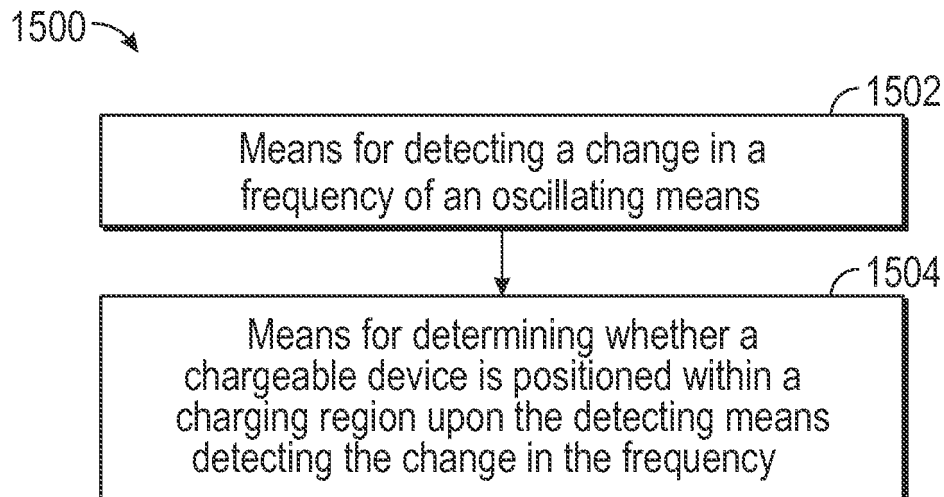 1500
1502
Means for detecting a change in a
frequency of an oscillating means
1504
Means for determining whether a
chargeable device is positioned within a
charging region upon the detecting means
detecting the change in the frequency